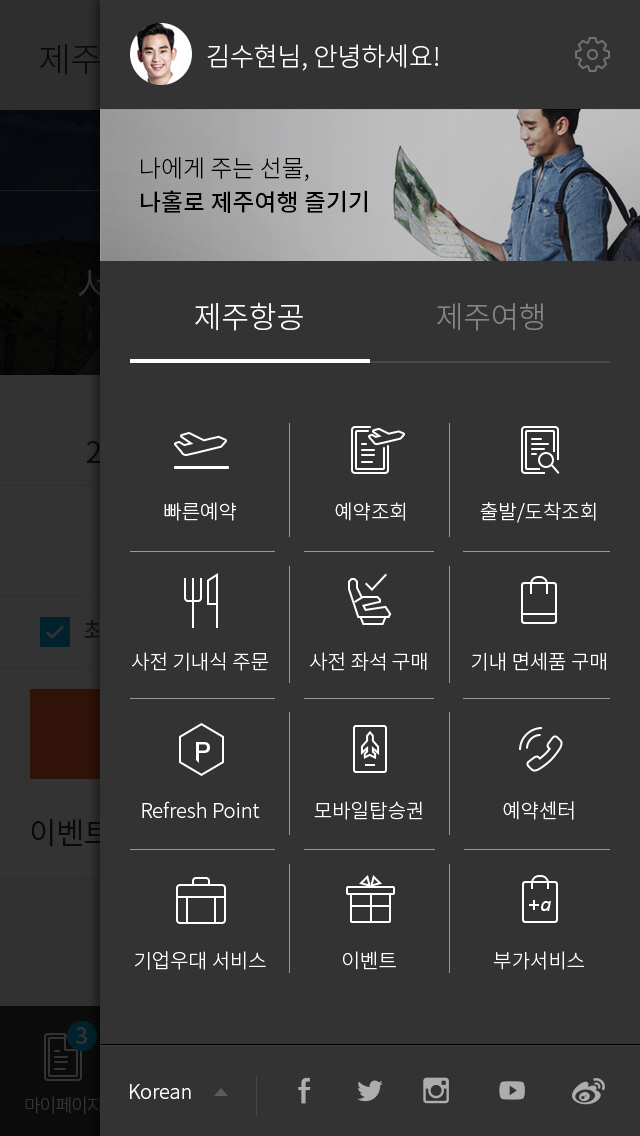 제주
김수현님, 안녕하세요!
나에게 주는 선물,
나홀로 제주여행 즐기기
제주항공
제주여행
빠른예약
예약조회
출발/도착조회
사전 기내식 주문
사전 좌석 구매
기내 면세품 구매
P
Refresh Point
모바일탑승권
예약센터
+a
기업우대 서비스
이벤트
부가서비스
2
최
이벤트
3
마이페이지
Korean